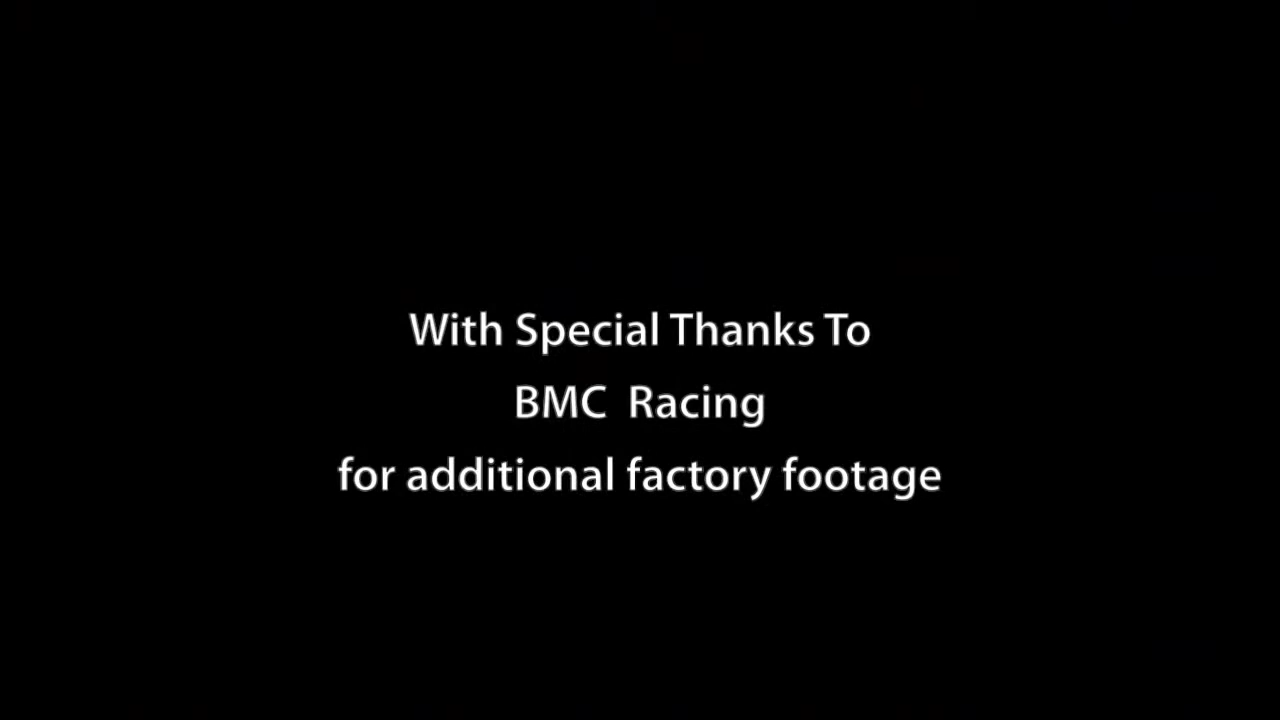 With Special Thanks To
BMC  Racing
for additional factory footage